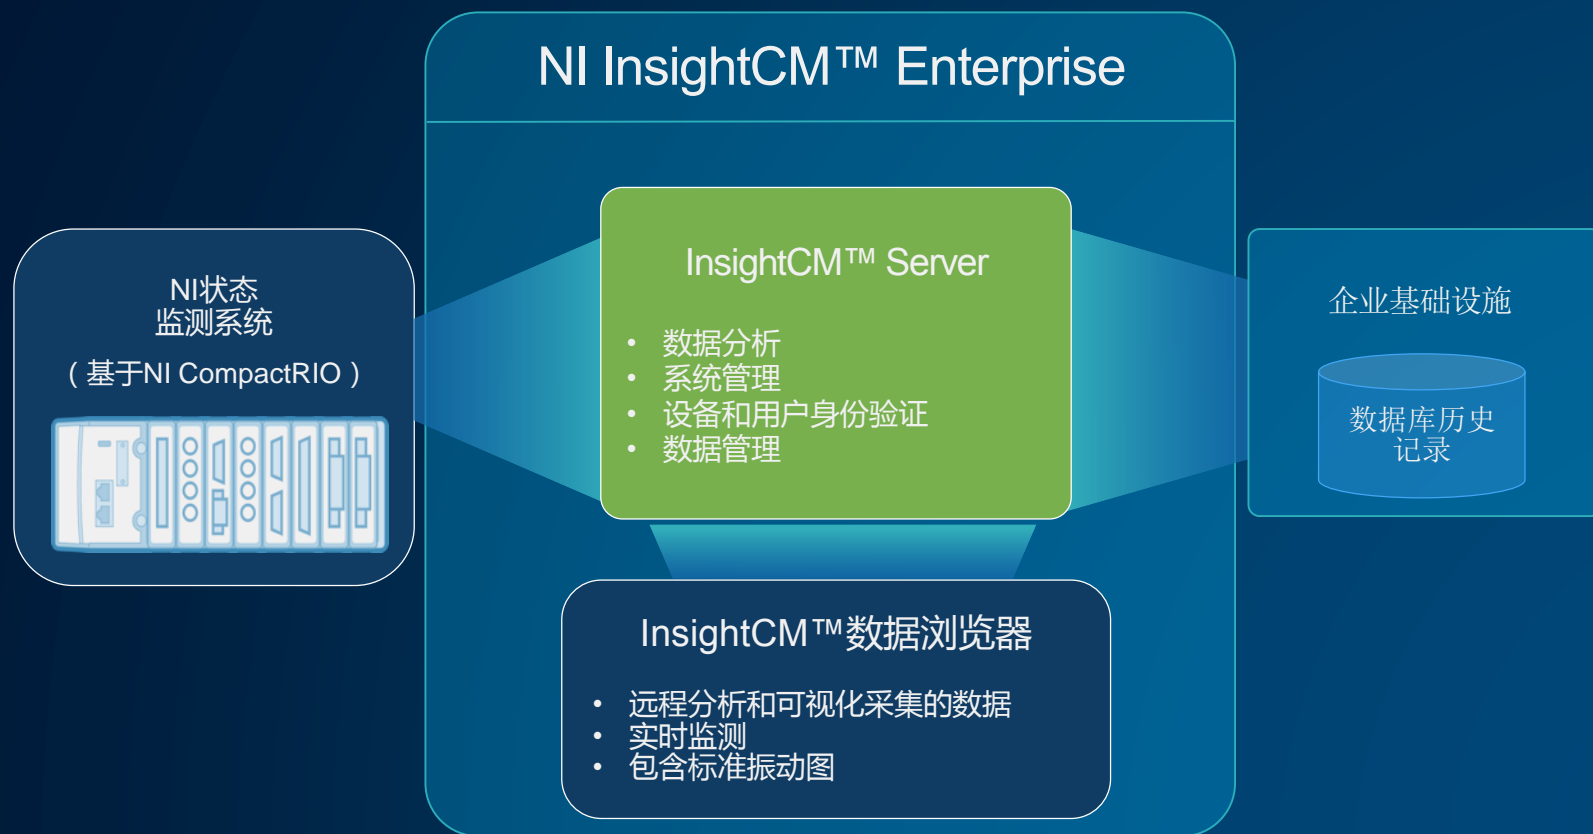 NI InsightCM™ Enterprise
NI状态
监测系统
（基于NI CompactRIO）
InsightCM™ Server
• 数据分析
• 系统管理
• 设备和用户身份验证
• 数据管理
企业基础设施
数据库历史
记录
InsightCM™数据浏览器
• 远程分析和可视化采集的数据
• 实时监测
• 包含标准振动图